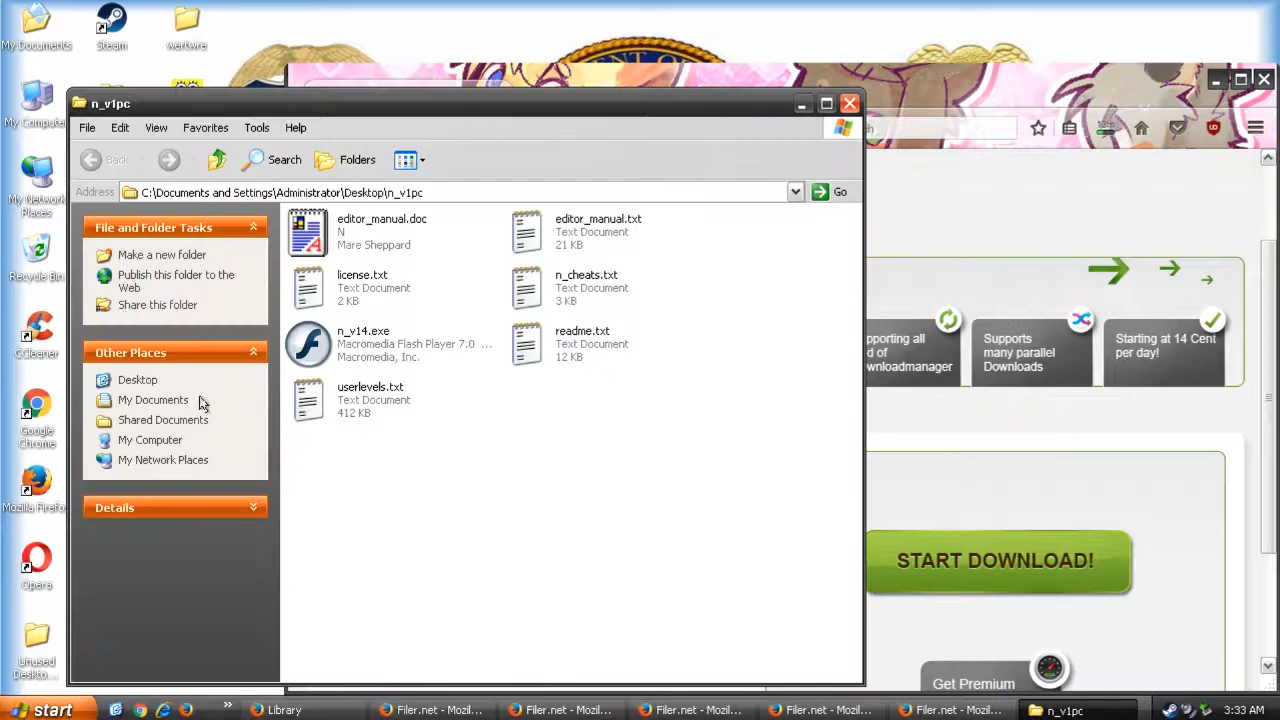 My Documents
Steam
wertwre
My Computer
My Network
Places
Recycle Bin
CCleaner
Google
Chrome
Mozilla Firefo
Opera
Unused
Deskto...
n_v1pc
File Edit View Favorites Tools Help
Back
Search Folders
Address C:\Documents and Settings\Administrator\Desktop\n_v1pc Go
File and Folder Tasks
Make a new folder
Publish this folder to the
Web
Share this folder
Other Places
Desktop
My Documents
Shared Documents
My Computer
My Network Places
Details
editor_manual.doc
N
Mare Sheppard
editor_manual.txt
Text Document
21 KB
license.txt
Text Document
2 KB
n_cheats.txt
Text Document
3 KB
n_v14.exe
Macromedia Flash Player 7.0 ...
Macromedia, Inc.
readme.txt
Text Document
12 KB
userlevels.txt
Text Document
412 KB
pporting all
d of
wnloadmanager
Supports
many parallel
Downloads
Starting at 14 Cent
per day!
START DOWNLOAD!
Get Premium
start
Library
Filer.net - Mozil...
Filer.net - Mozil...
Filer.net - Mozil...
Filer.net - Mozil...
Filer.net - Mozil...
n_v1pc
3:33 AM